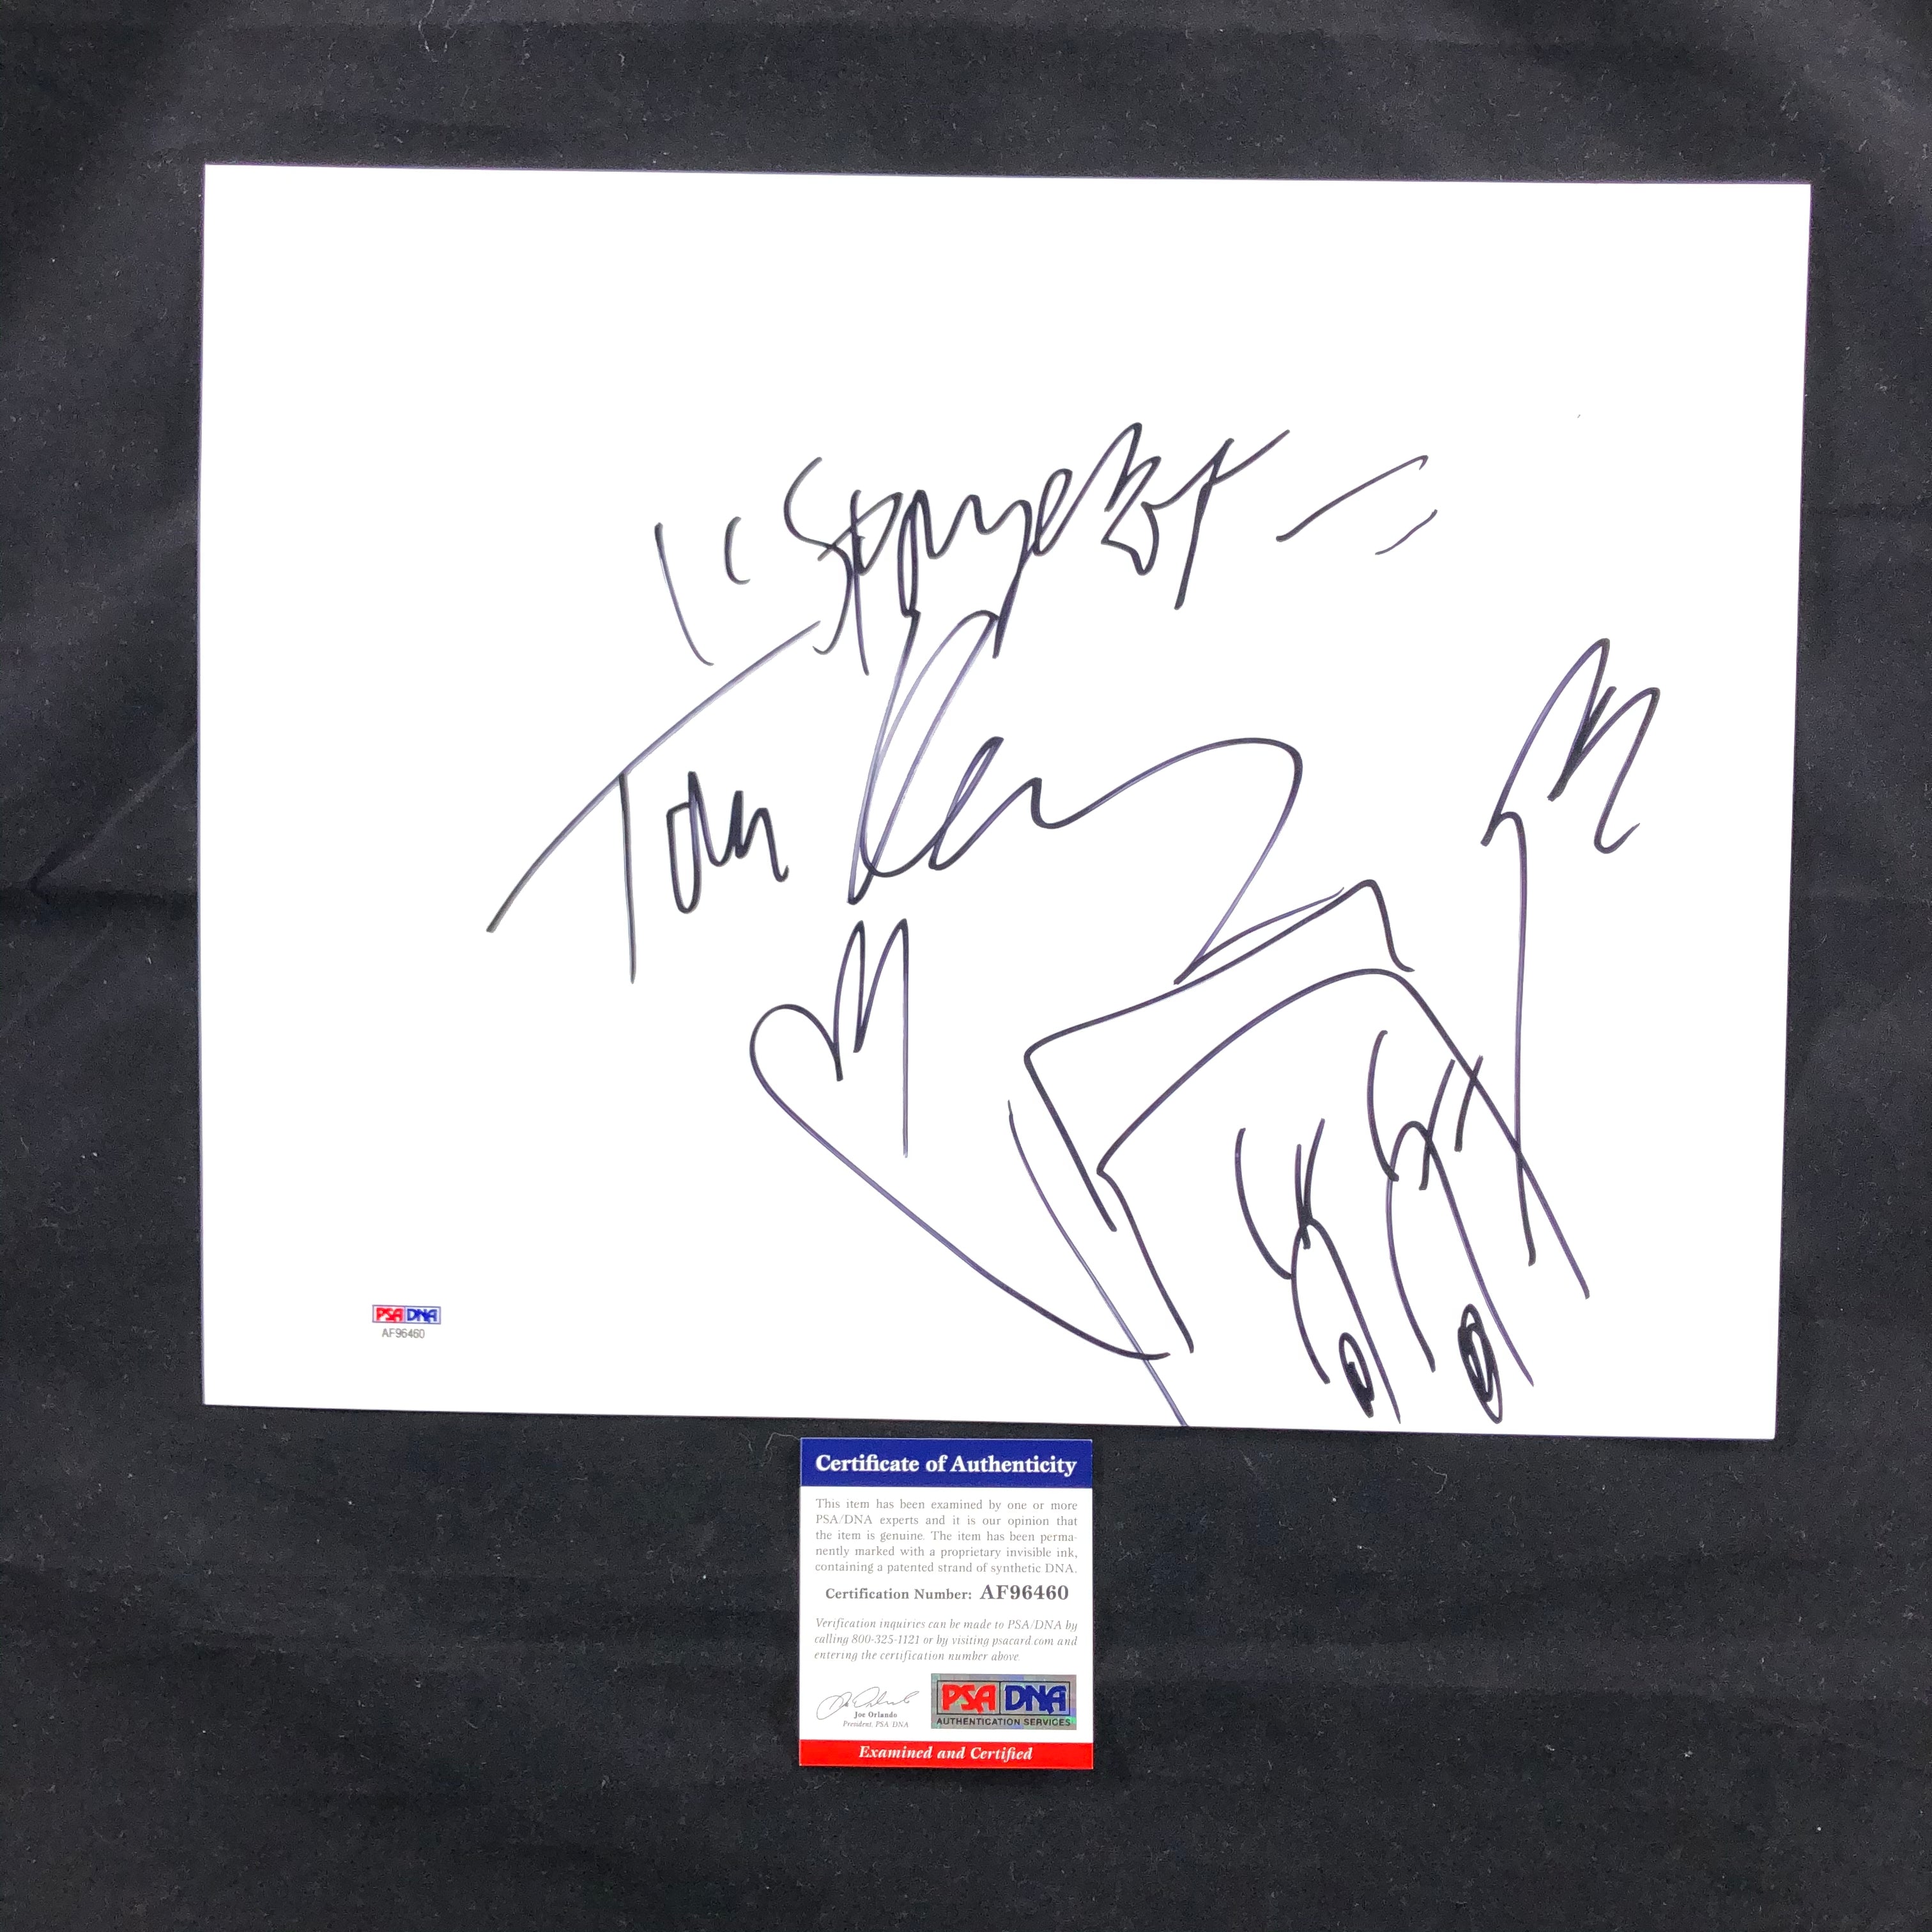 "SpongeBob"
Tom Kenny
PSA DNA
AF96460
Certificate of Authenticity
This item has been examined by one or more
PSA/DNA experts and it is our opinion that
the item is genuine. The item has been perma-
nently marked with a proprietary invisible ink,
containing a patented strand of synthetic DNA.
Certification Number: AF96460
Verification inquiries can be made to PSA/DNA by
calling 800-325-1121 or by visiting psacard.com and
entering the certification number above.
Joe Orlando
President, PSA DNA
PSA DNA
AUTHENTICATION SERVICES
Examined and Certified